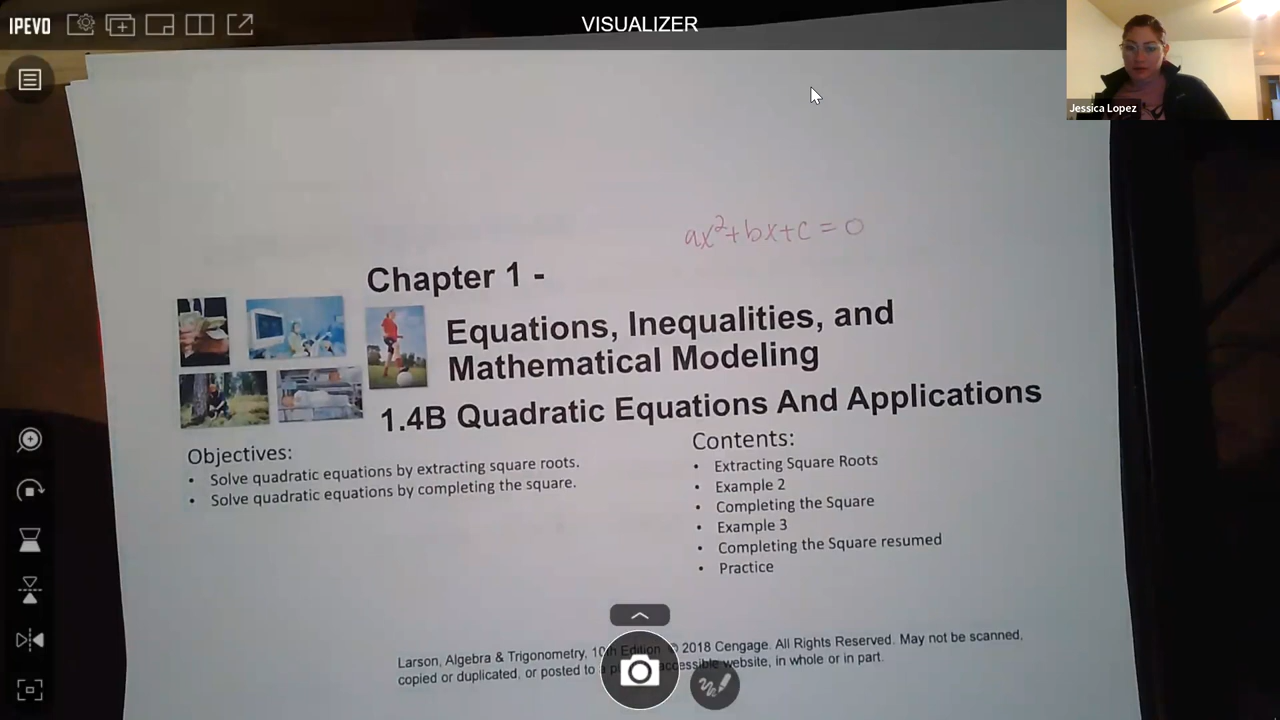 IPEVO
VISUALIZER
Jessica Lopez
ax²+bx+c=0
Chapter 1 -
Equations, Inequalities, and
Mathematical Modeling
1.4B Quadratic Equations And Applications
Objectives:
• Solve quadratic equations by extracting square roots.
• Solve quadratic equations by completing the square.
Contents:
• Extracting Square Roots
• Example 2
• Completing the Square
• Example 3
• Completing the Square resumed
• Practice
Larson, Algebra & Trigonometry, 10th Edition. © 2018 Cengage. All Rights Reserved. May not be scanned,
copied or duplicated, or posted to a accessible website, in whole or in part.